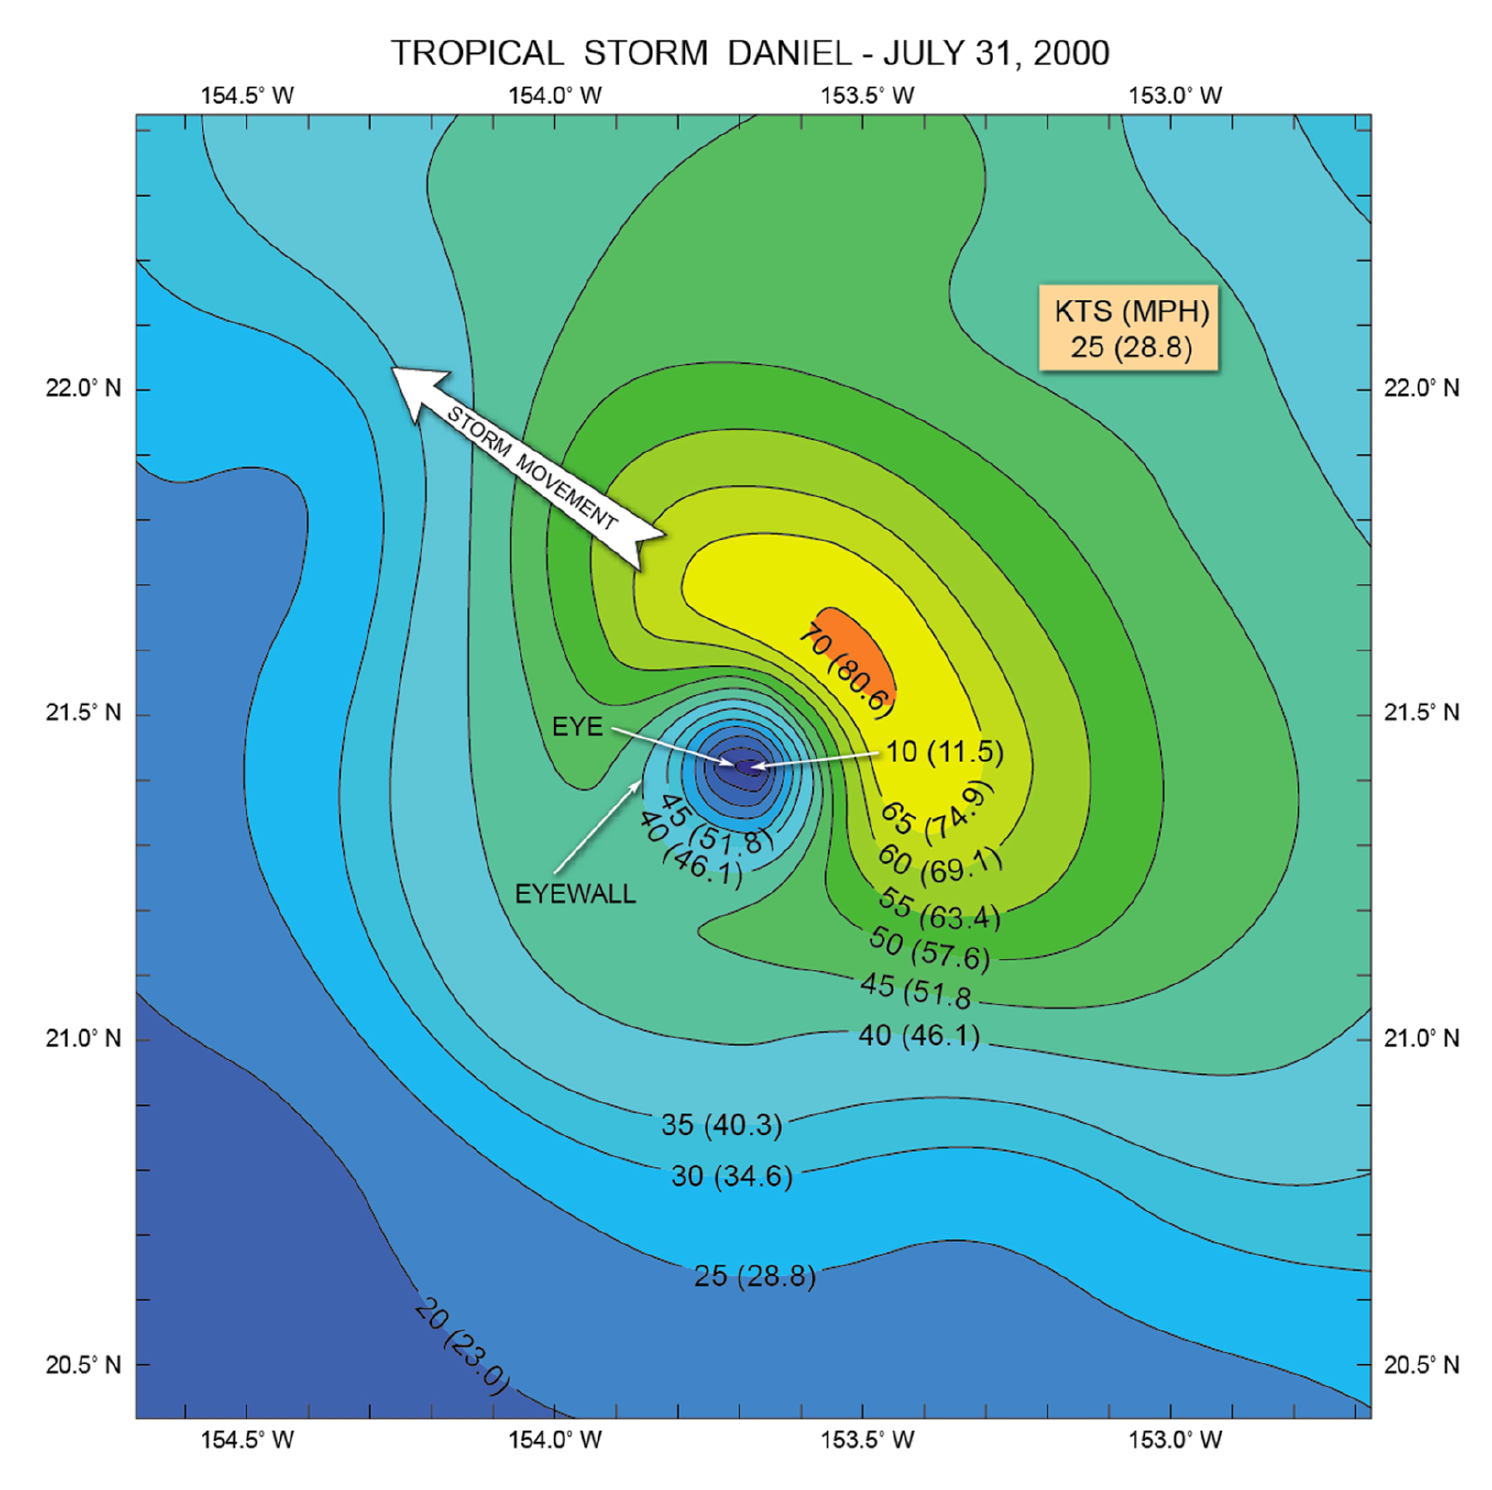 TROPICAL STORM DANIEL - JULY 31, 2000
154.5° W 154.0° W 153.5° W 153.0° W
KTS (MPH)
25 (28.8)
22.0° N
22.0° N
STORM MOVEMENT
70 (80.6)
21.5° N
21.5° N
EYE
10 (11.5)
65 (74.9)
45 (51.8)
40 (46.1)
60 (69.1)
EYEWALL
55 (63.4)
50 (57.6)
45 (51.8
21.0° N
40 (46.1)
21.0° N
35 (40.3)
30 (34.6)
25 (28.8)
20 (23.0)
20.5° N
20.5° N
154.5° W 154.0° W 153.5° W 153.0° W